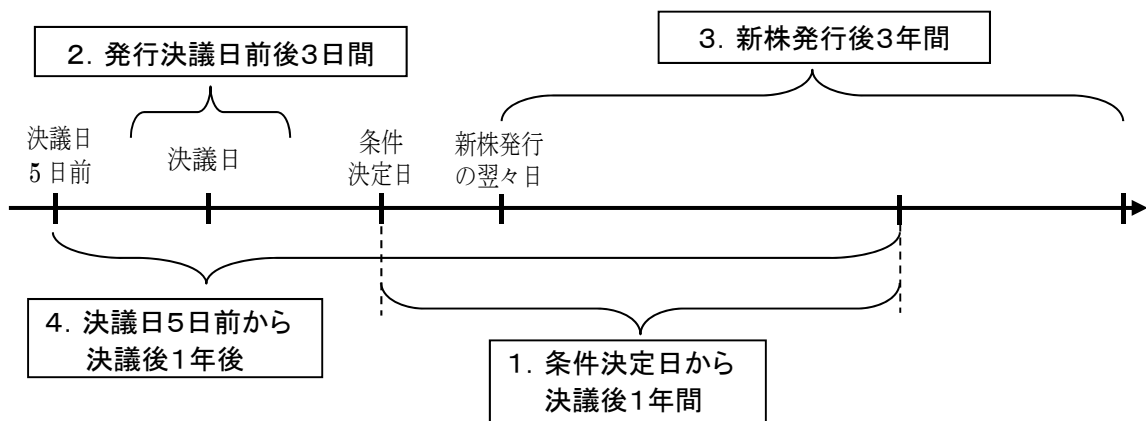 2．発行決議日前後3日間
3．新株発行後3年間
決議日
5日前
決議日
条件
決定日
新株発行
の翌々日
4．決議日5日前から
決議後1年後
1．条件決定日から
決議後1年間